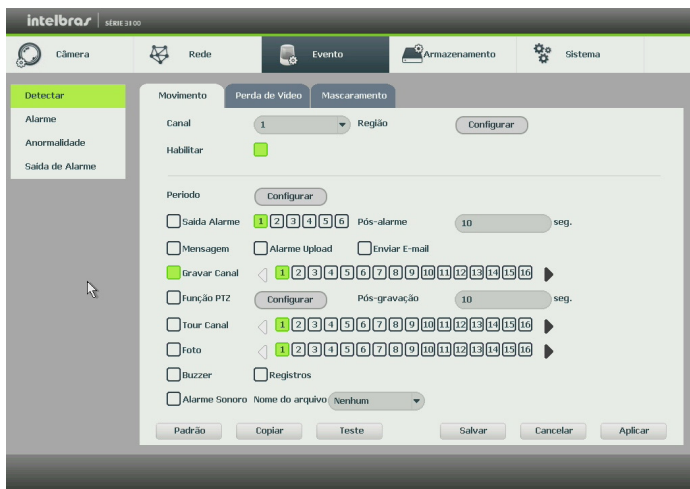 intelbras SÉRIE 3100
Câmera Rede Evento Armazenamento Sistema
Detectar
Alarme
Anormalidade
Saída de Alarme
Movimento Perda de Vídeo Mascaramento
Canal 1 Região Configurar
Habilitar
Periodo Configurar
Saída Alarme 1 2 3 4 5 6 Pós-alarme 10 seg.
Mensagem Alarme Upload Enviar E-mail
Gravar Canal 1 2 3 4 5 6 7 8 9 10 11 12 13 14 15 16
Função PTZ Configurar Pós-gravação 10 seg.
Tour Canal 1 2 3 4 5 6 7 8 9 10 11 12 13 14 15 16
Foto 1 2 3 4 5 6 7 8 9 10 11 12 13 14 15 16
Buzzer Registros
Alarme Sonoro Nome do arquivo Nenhum
Padrão Copiar Teste Salvar Cancelar Aplicar